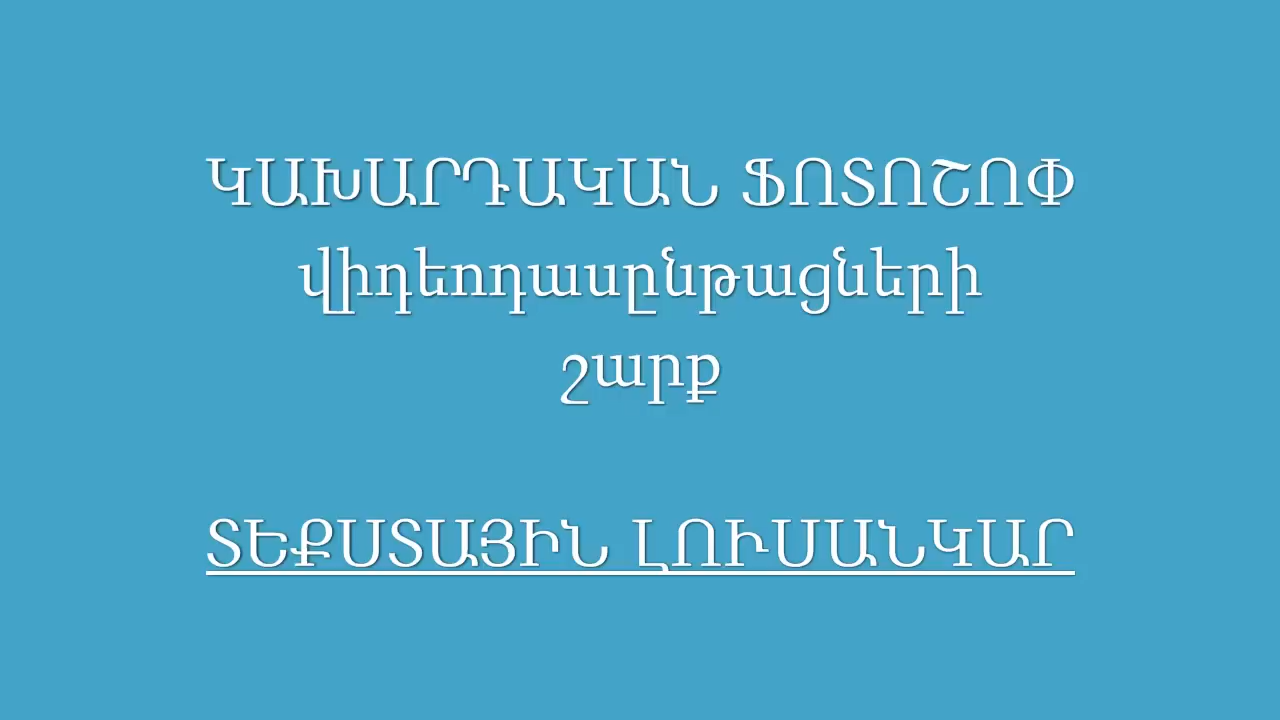 ԿԱԽԱՐԴԱԿԱՆ ՖՈՏՈՇՈՓ
վիդեոդասընթացների
շարք
ՏԵՔՍՏԱՅԻՆ ԼՈՒՍԱՆԿԱՐ